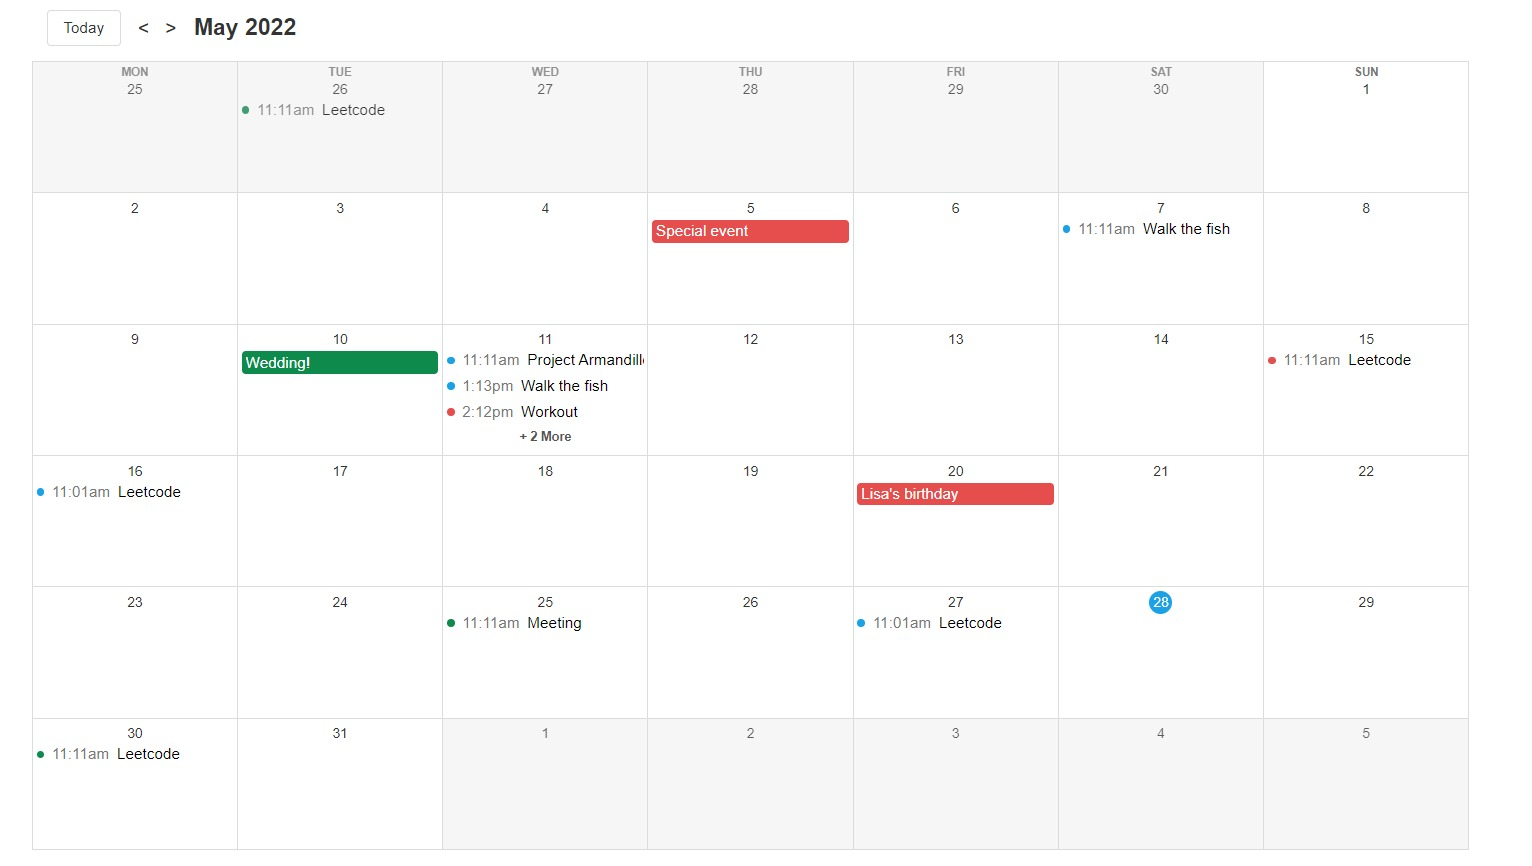 Today < > May 2022
MON TUE WED THU FRI SAT SUN
25 26 27 28 29 30 1
11:11am Leetcode
2 3 4 5 6 7 8
Special event
11:11am Walk the fish
9 10 11 12 13 14 15
Wedding!
11:11am Project Armandill
1:13pm Walk the fish
2:12pm Workout
+ 2 More
11:11am Leetcode
16 17 18 19 20 21 22
11:01am Leetcode
Lisa's birthday
23 24 25 26 27 28 29
11:11am Meeting
11:01am Leetcode
30 31 1 2 3 4 5
11:11am Leetcode